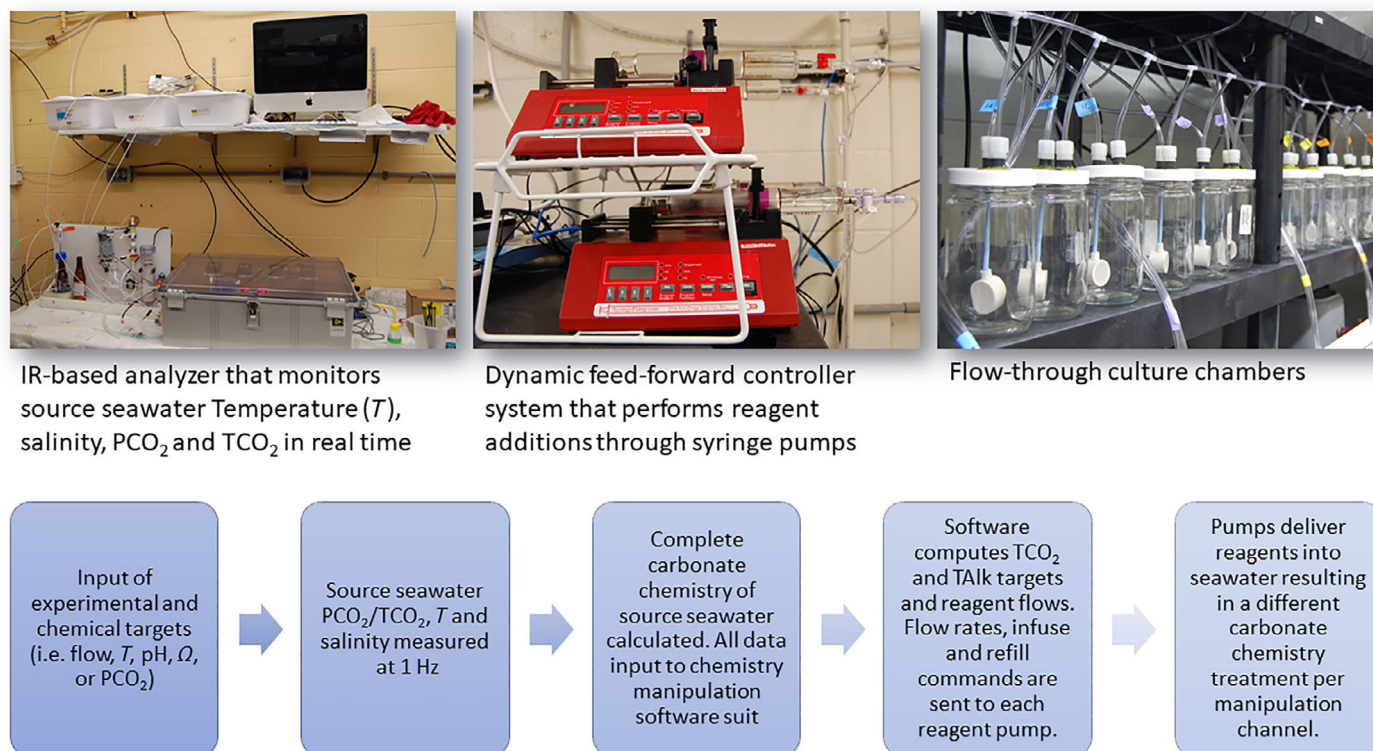 IR-based analyzer that monitors
source seawater Temperature (T),
salinity, PCO₂ and TCO₂ in real time
Dynamic feed-forward controller
system that performs reagent
additions through syringe pumps
Flow-through culture chambers
Input of
experimental and
chemical targets
(i.e. flow, T, pH, Ω,
or PCO₂)
Source seawater
PCO₂/TCO₂, T and
salinity measured
at 1 Hz
Complete
carbonate
chemistry of
source seawater
calculated. All data
input to chemistry
manipulation
software suit
Software
computes TCO₂
and TAlk targets
and reagent flows.
Flow rates, infuse
and refill
commands are
sent to each
reagent pump.
Pumps deliver
reagents into
seawater resulting
in a different
carbonate
chemistry
treatment per
manipulation
channel.